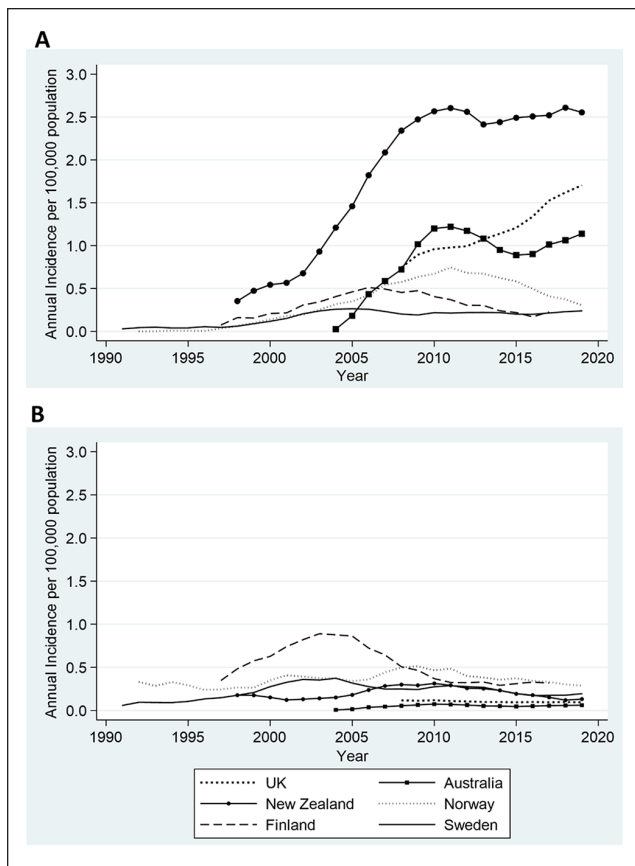 A
Annual Incidence per 100,000 population
3.0
2.5
2.0
1.5
1.0
0.5
0.0
1990 1995 2000 2005 2010 2015 2020
Year
B
Annual Incidence per 100,000 population
3.0
2.5
2.0
1.5
1.0
0.5
0.0
1990 1995 2000 2005 2010 2015 2020
Year
UK Australia
New Zealand Norway
Finland Sweden